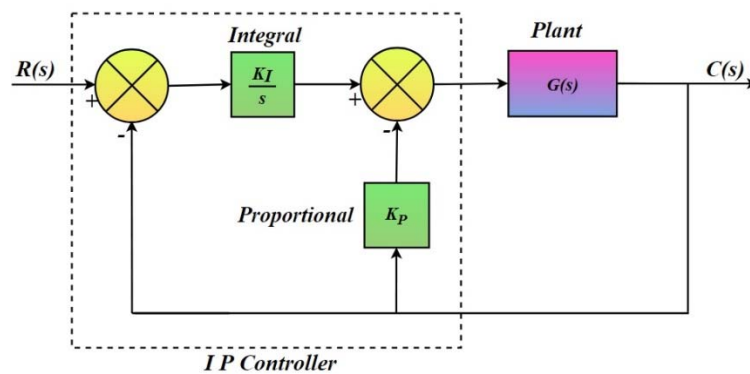 Integral
Plant
R(s)
K_I
s
G(s)
C(s)
+
+
-
-
Proportional
K_P
I P Controller